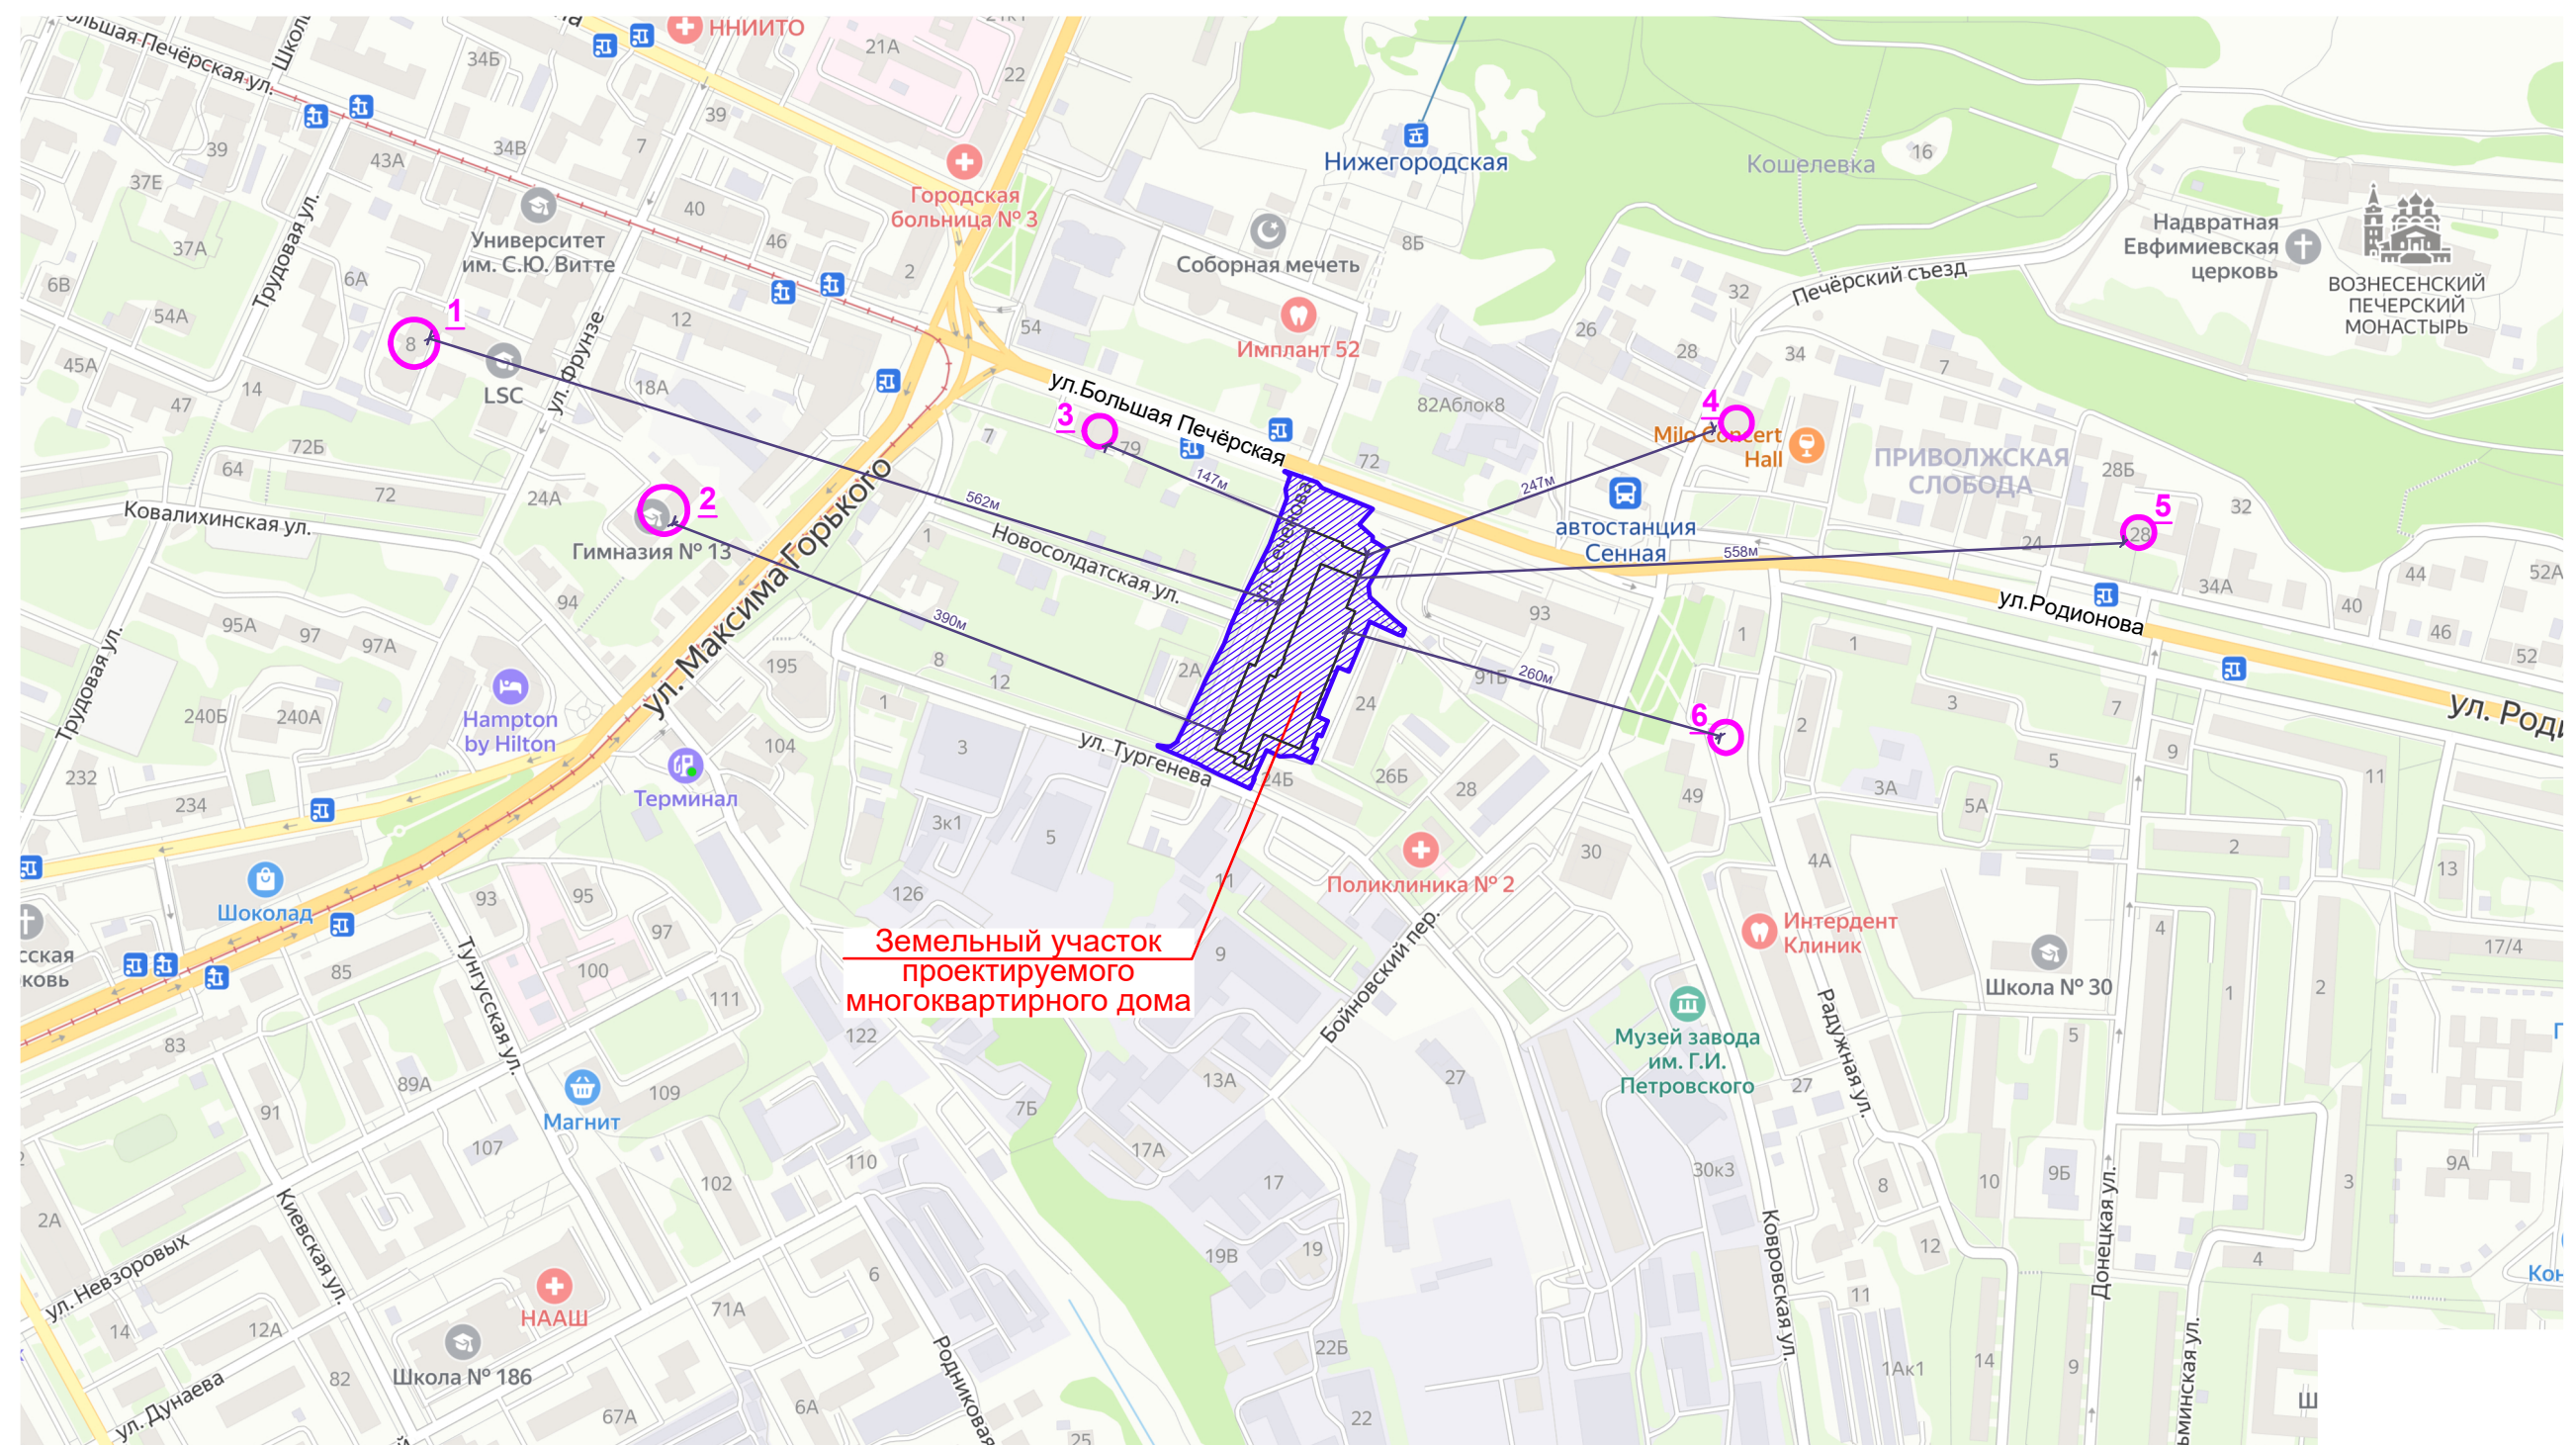 ННИИТО
21А
22
34Б
Большая Печёрская ул.
39
39
43А
34В
7
37Е
40
46
2
Городская
больница № 3
Нижегородская
Кошелевка
16
Университет
им. С.Ю. Витте
Соборная мечеть
8Б
Надвратная
Евфимиевская
церковь
ВОЗНЕСЕНСКИЙ
ПЕЧЕРСКИЙ
МОНАСТЫРЬ
Печёрский съезд
37А
Трудовая ул.
6А
6В
54А
1
8
12
54
Имплант 52
32
26
28
34
7
45А
14
47
LSC
ул. Фрунзе
18А
ул.Большая Печёрская
3
79
7
82Аблок8
4
Milo Concert
Hall
72
ПРИВОЛЖСКАЯ
СЛОБОДА
28Б
32
5
28
24
72Б
64
72
24А
2
Гимназия № 13
Ковалихинская ул.
562м
147м
247м
558м
автостанция
Сенная
1
Новосолдатская ул.
ул. Сеченова
ул. Максима Горького
34А
44
52А
40
46
52
ул.Родионова
ул. Роди
94
95А
97
97А
390м
195
8
12
2А
93
91Б
260м
1
1
24
6
2
3
7
9
5
11
Трудовая ул.
240Б
240А
Hampton
by Hilton
104
1
3
ул. Тургенева
24Б
26Б
28
49
3А
5А
232
234
Терминал
3к1
5
30
4А
2
13
Шоколад
93
95
126
11
Поликлиника № 2
Интердент
Клиник
Школа № 30
4
17/4
97
85
100
111
9
Земельный участок
проектируемого
многоквартирного дома
Бойновский пер.
Тунгусская ул.
122
Музей завода
им. Г.И.
Петровского
Радужная ул.
1
2
5
83
89А
91
Магнит
109
107
7Б
13А
27
27
17А
110
102
17
30к3
8
10
9Б
9А
3
2А
Киевская ул.
ул. Невзоровых
19В
19
12
4
Ковровская ул.
Донецкая ул.
НААШ
71А
6
11
14
12А
82
Школа № 186
ул. Дунаева
67А
6А
Родниковая
25
22Б
22
1Ак1
14
9